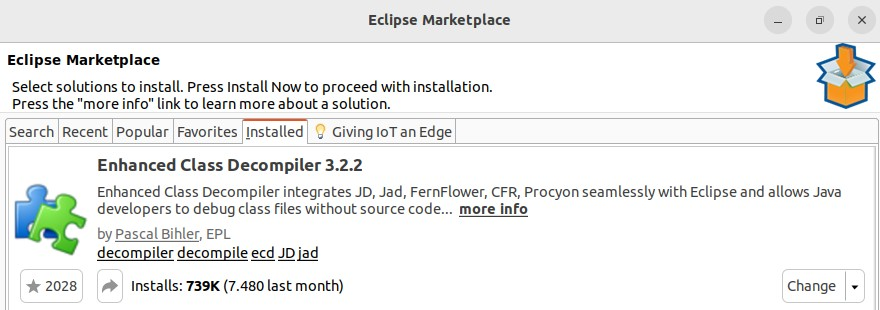 Eclipse Marketplace
Eclipse Marketplace
Select solutions to install. Press Install Now to proceed with installation.
Press the "more info" link to learn more about a solution.
Search Recent Popular Favorites Installed Giving IoT an Edge
Enhanced Class Decompiler 3.2.2
Enhanced Class Decompiler integrates JD, Jad, FernFlower, CFR, Procyon seamlessly with Eclipse and allows Java
developers to debug class files without source code... more info
by Pascal Bihler, EPL
decompiler decompile ecd JD jad
2028 Installs: 739K (7.480 last month) Change